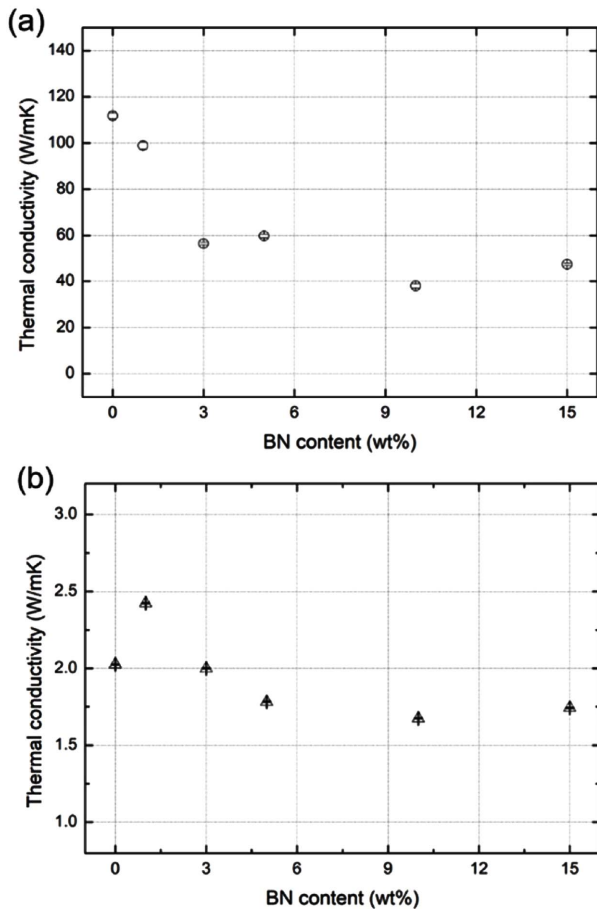 (a)
140
120
100
80
60
40
20
0
Thermal conductivity (W/mK)
0 3 6 9 12 15
BN content (wt%)
(b)
3.0
2.5
2.0
1.5
1.0
Thermal conductivity (W/mK)
0 3 6 9 12 15
BN content (wt%)